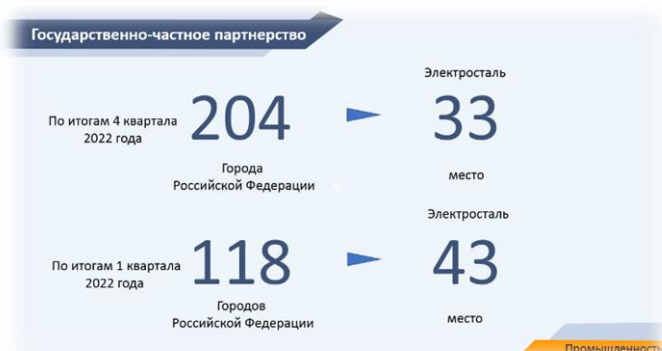 Государственно-частное партнерство
Электросталь
По итогам 4 квартала
2022 года
204
33
Города
Российской Федерации
место
Электросталь
По итогам 1 квартала
2022 года
118
43
Городов
Российской Федерации
место
Промышленность